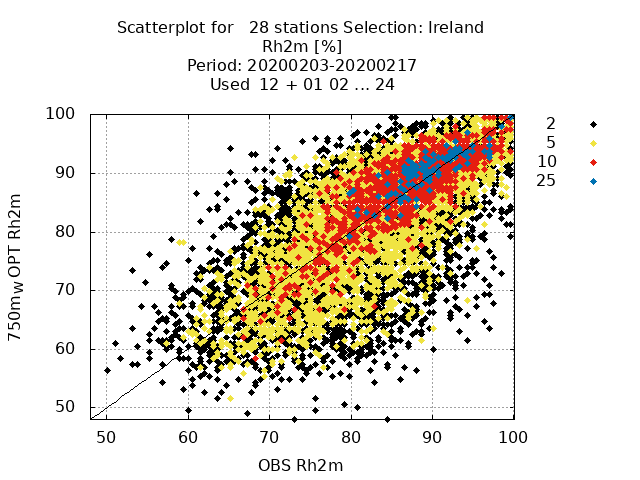 Scatterplot for 28 stations Selection: Ireland
Rh2m [%]
Period: 20200203-20200217
Used 12 + 01 02 ... 24
100
90
80
70
60
50
750m_W OPT Rh2m
50 60 70 80 90 100
OBS Rh2m
2
5
10
25